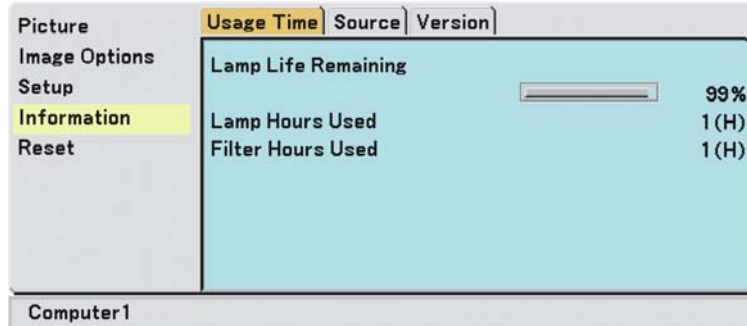 Picture
Image Options
Setup
Information
Reset
Usage Time Source Version
Lamp Life Remaining
99%
Lamp Hours Used 1(H)
Filter Hours Used 1(H)
Computer1